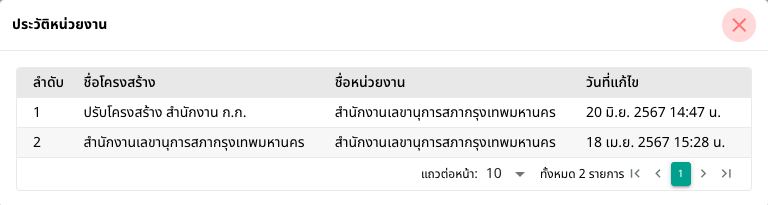 ประวัติหน่วยงาน
ลำดับ ชื่อโครงสร้าง ชื่อหน่วยงาน วันที่แก้ไข
1 ปรับโครงสร้าง สำนักงาน ก.ก. สำนักงานเลขานุการสภากรุงเทพมหานคร 20 มิ.ย. 2567 14:47 น.
2 สำนักงานเลขานุการสภากรุงเทพมหานคร สำนักงานเลขานุการสภากรุงเทพมหานคร 18 เม.ย. 2567 15:28 น.
แถวต่อหน้า: 10 ทั้งหมด 2 รายการ 1